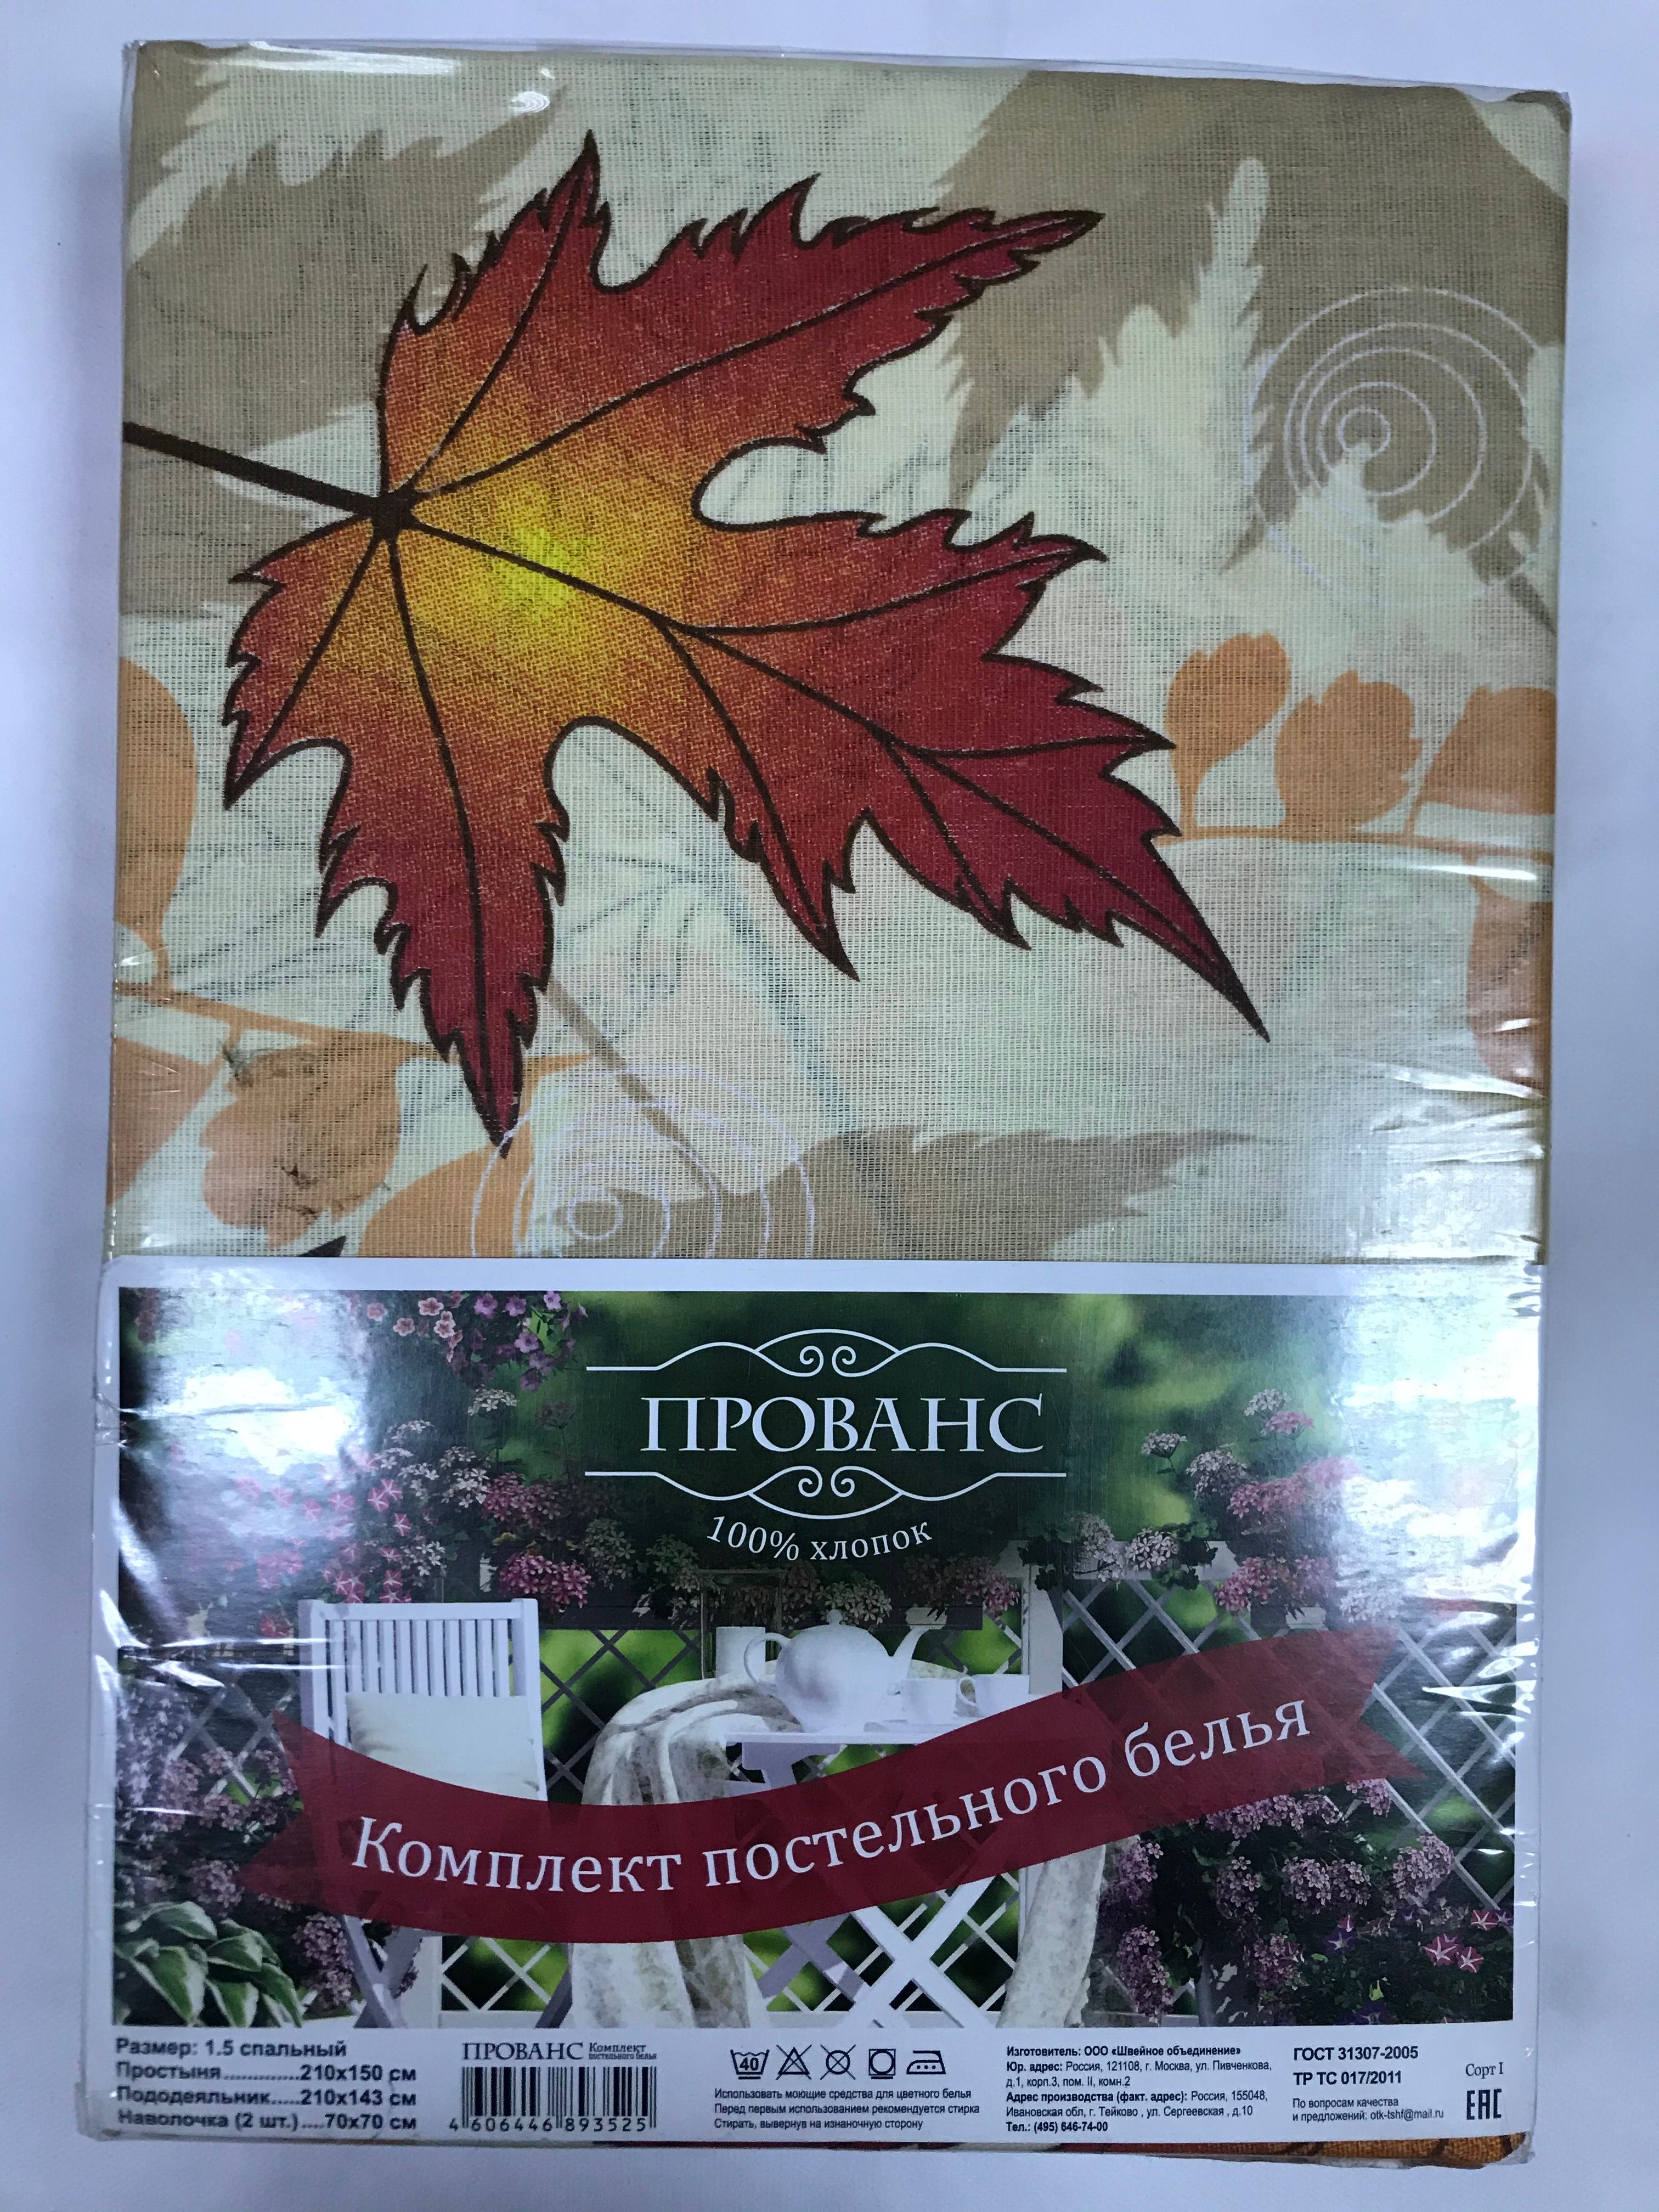 ПРОВАНС
100% хлопок
Комплект постельного белья
Размер: 1.5 спальный
Простыня..............210х150 см
Пододеяльник.....210х143 см
Наволочка (2 шт.)....70х70 см
ПРОВАНС Комплект
постельного белья
4 606446 893525
40
Использовать моющие средства для цветного белья
Перед первым использованием рекомендуется стирка
Стирать, вывернув на изнаночную сторону
Изготовитель: ООО «Швейное объединение»
Юр. адрес: Россия, 121108, г. Москва, ул. Пивченкова,
д.1, корп.3, пом. II, комн.2
Адрес производства (факт. адрес): Россия, 155048,
Ивановская обл, г. Тейково , ул. Сергеевская , д.10
Тел.: (495) 646-74-00
ГОСТ 31307-2005
ТР ТС 017/2011
По вопросам качества
и предложений: otk-tshf@mail.ru
Сорт I
EAC